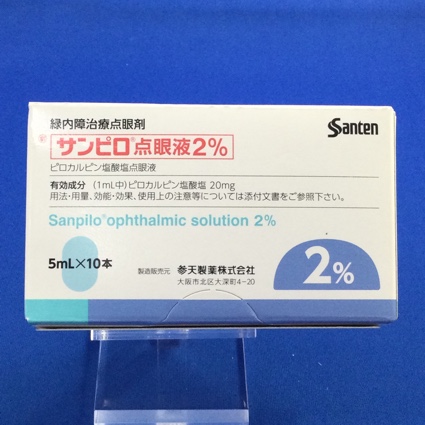 緑内障治療点眼剤
Santen
サンピロ®点眼液2%
ピロカルピン塩酸塩点眼液
有効成分 (1mL中)ピロカルピン塩酸塩 20mg
用法・用量、効能・効果、使用上の注意等については添付文書をご参照下さい。
Sanpilo®ophthalmic solution 2%
5mL×10本
製造販売元 参天製薬株式会社
大阪市北区大深町4-20
2%